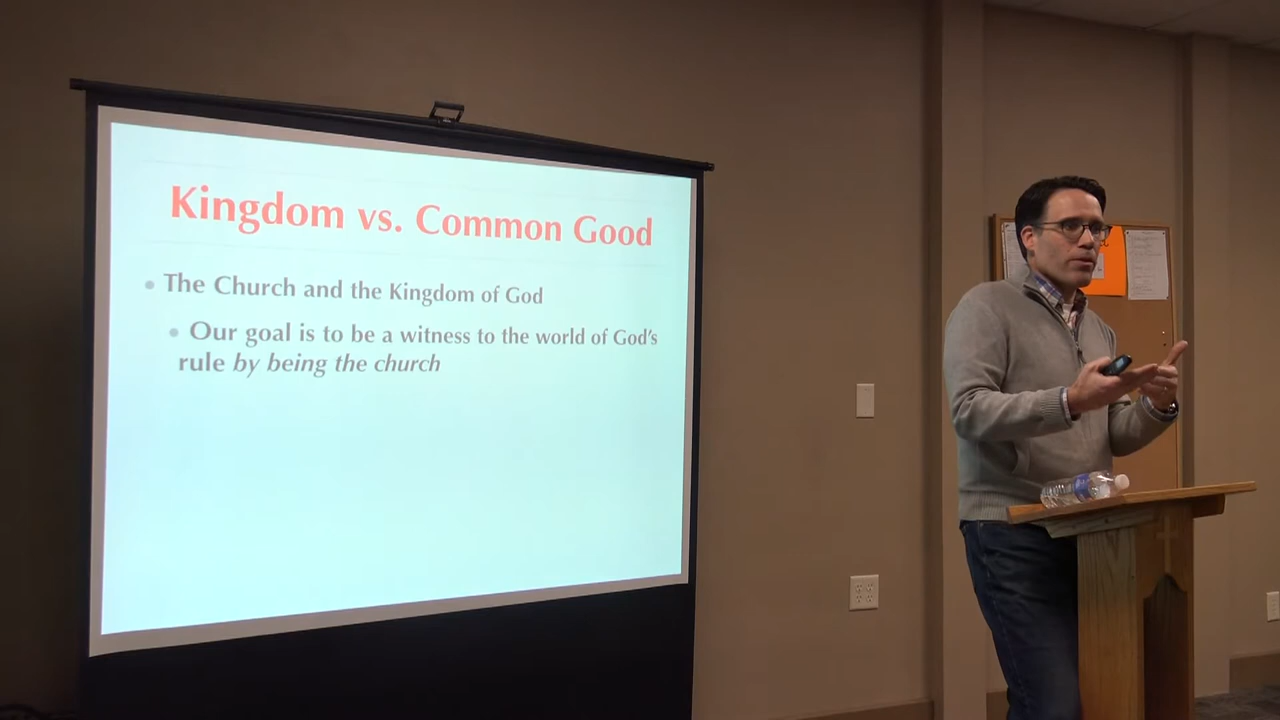 Kingdom vs. Common Good
• The Church and the Kingdom of God
• Our goal is to be a witness to the world of God's
rule by being the church